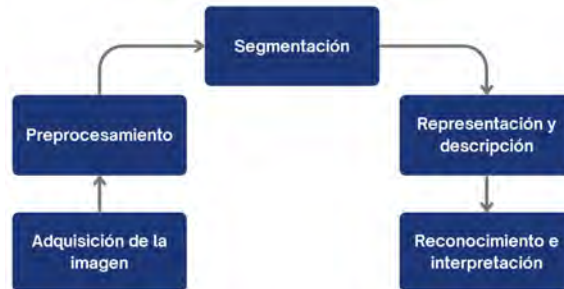 Segmentación
Preprocesamiento
Representación y
descripción
Adquisición de la
imagen
Reconocimiento e
interpretación